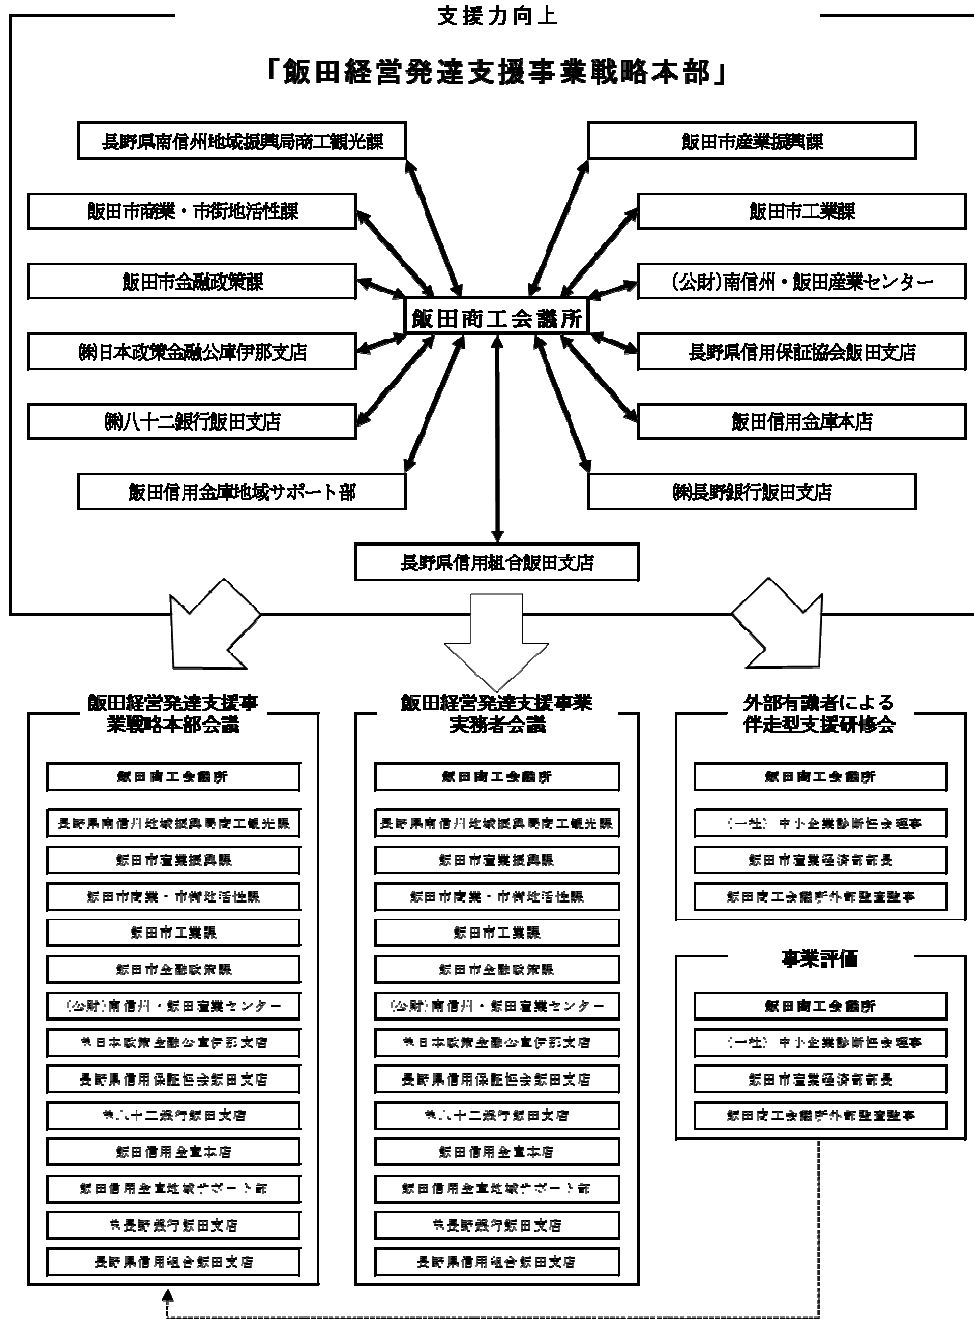 支援力向上
「飯田経営発達支援事業戦略本部」
長野県南信州地域振興局商工観光課
飯田市産業振興課
飯田市商業・市街地活性課
飯田市工業課
飯田市金融政策課
(公財)南信州・飯田産業センター
飯田商工会議所
㈱日本政策金融公庫伊那支店
長野県信用保証協会飯田支店
㈱八十二銀行飯田支店
飯田信用金庫本店
飯田信用金庫地域サポート部
㈱長野銀行飯田支店
長野県信用組合飯田支店
飯田経営発達支援事
業戦略本部会議
飯田商工会議所
長野県南信州地域振興局商工観光課
飯田市産業振興課
飯田市商業・市街地活性課
飯田市工業課
飯田市金融政策課
(公財)南信州・飯田産業センター
㈱日本政策金融公庫伊那支店
長野県信用保証協会飯田支店
㈱八十二銀行飯田支店
飯田信用金庫本店
飯田信用金庫地域サポート部
㈱長野銀行飯田支店
長野県信用組合飯田支店
飯田経営発達支援事業
実務者会議
飯田商工会議所
長野県南信州地域振興局商工観光課
飯田市産業振興課
飯田市商業・市街地活性課
飯田市工業課
飯田市金融政策課
(公財)南信州・飯田産業センター
㈱日本政策金融公庫伊那支店
長野県信用保証協会飯田支店
㈱八十二銀行飯田支店
飯田信用金庫本店
飯田信用金庫地域サポート部
㈱長野銀行飯田支店
長野県信用組合飯田支店
外部有識者による
伴走型支援研修会
飯田商工会議所
(一社)中小企業診断協会理事
飯田市産業経済部部長
飯田商工会議所外部監査監事
事業評価
飯田商工会議所
(一社)中小企業診断協会理事
飯田市産業経済部部長
飯田商工会議所外部監査監事